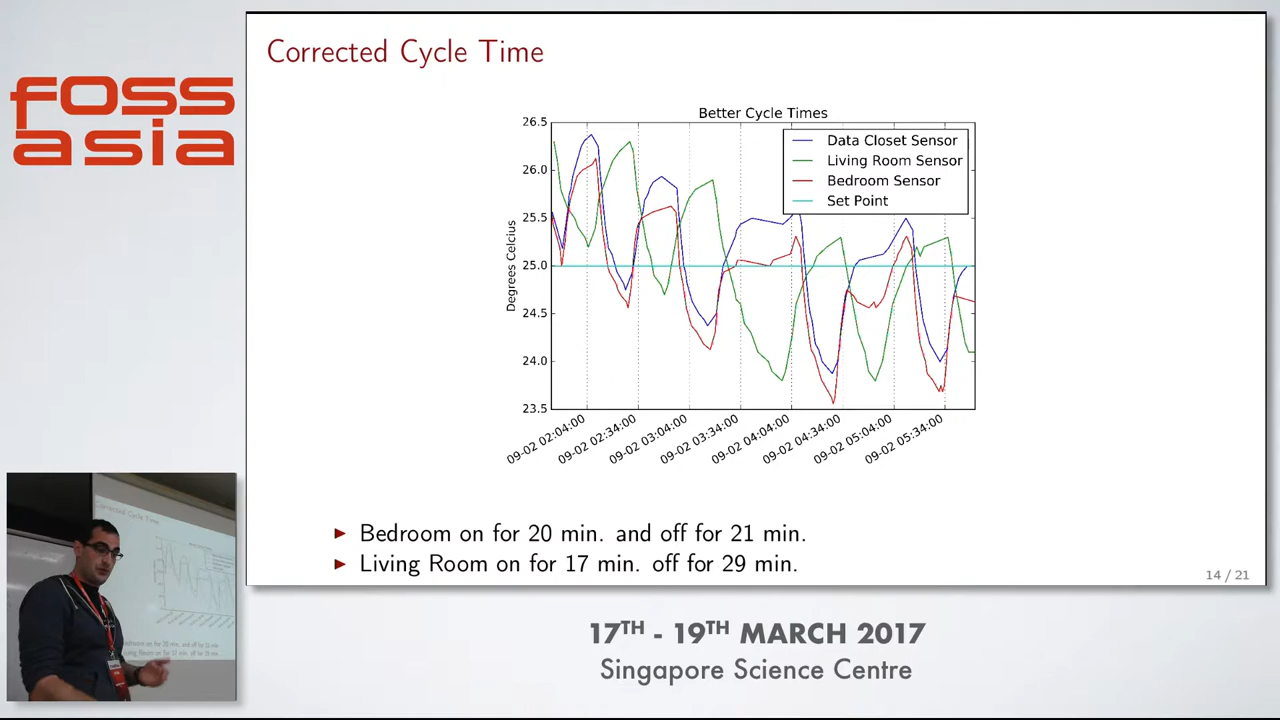 foss
asia
Corrected Cycle Time
Better Cycle Times
26.5
26.0
25.5
25.0
24.5
24.0
23.5
Degrees Celcius
Data Closet Sensor
Living Room Sensor
Bedroom Sensor
Set Point
09-02 02:04:00
09-02 02:34:00
09-02 03:04:00
09-02 03:34:00
09-02 04:04:00
09-02 04:34:00
09-02 05:04:00
09-02 05:34:00
Bedroom on for 20 min. and off for 21 min.
Living Room on for 17 min. off for 29 min.
14 / 21
Corrected Cycle Time
17TH - 19TH MARCH 2017
Singapore Science Centre